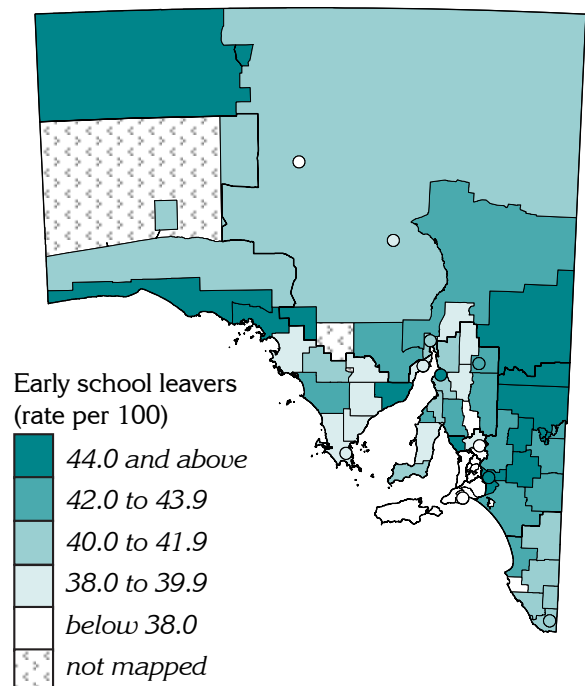 Early school leavers
(rate per 100)
44.0 and above
42.0 to 43.9
40.0 to 41.9
38.0 to 39.9
below 38.0
not mapped